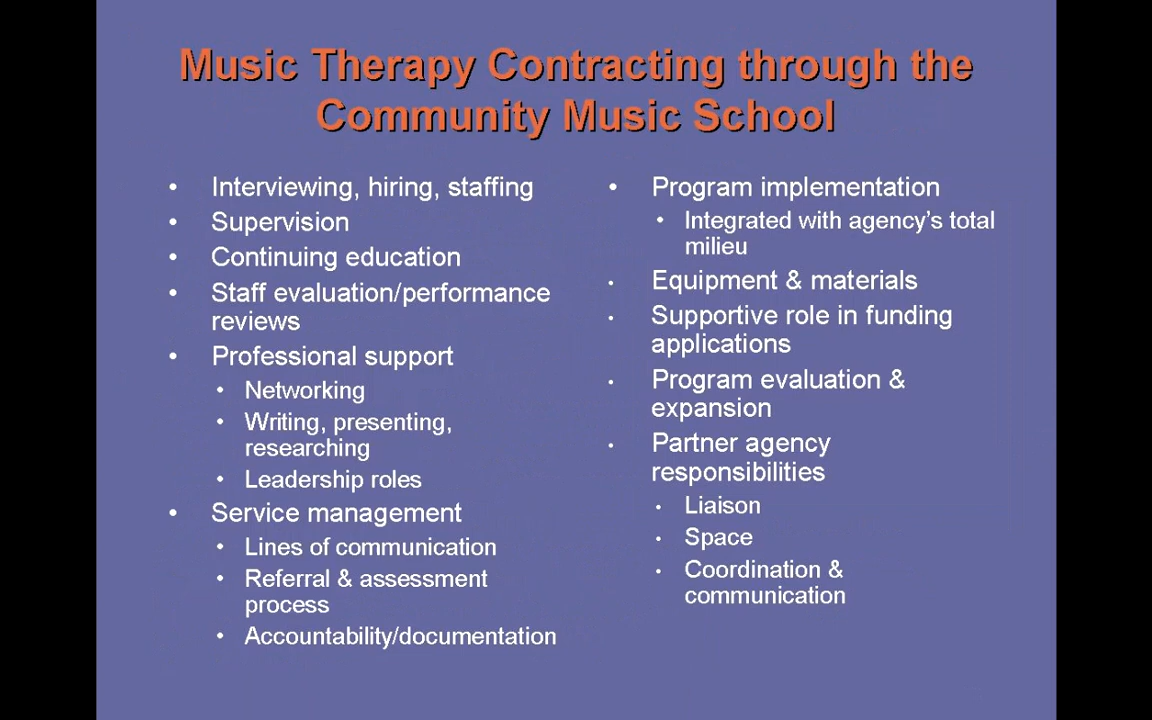 Music Therapy Contracting through the
Community Music School
• Interviewing, hiring, staffing
• Supervision
• Continuing education
• Staff evaluation/performance
reviews
• Professional support
• Networking
• Writing, presenting,
researching
• Leadership roles
• Service management
• Lines of communication
• Referral & assessment
process
• Accountability/documentation
• Program implementation
• Integrated with agency’s total
milieu
• Equipment & materials
• Supportive role in funding
applications
• Program evaluation &
expansion
• Partner agency
responsibilities
• Liaison
• Space
• Coordination &
communication